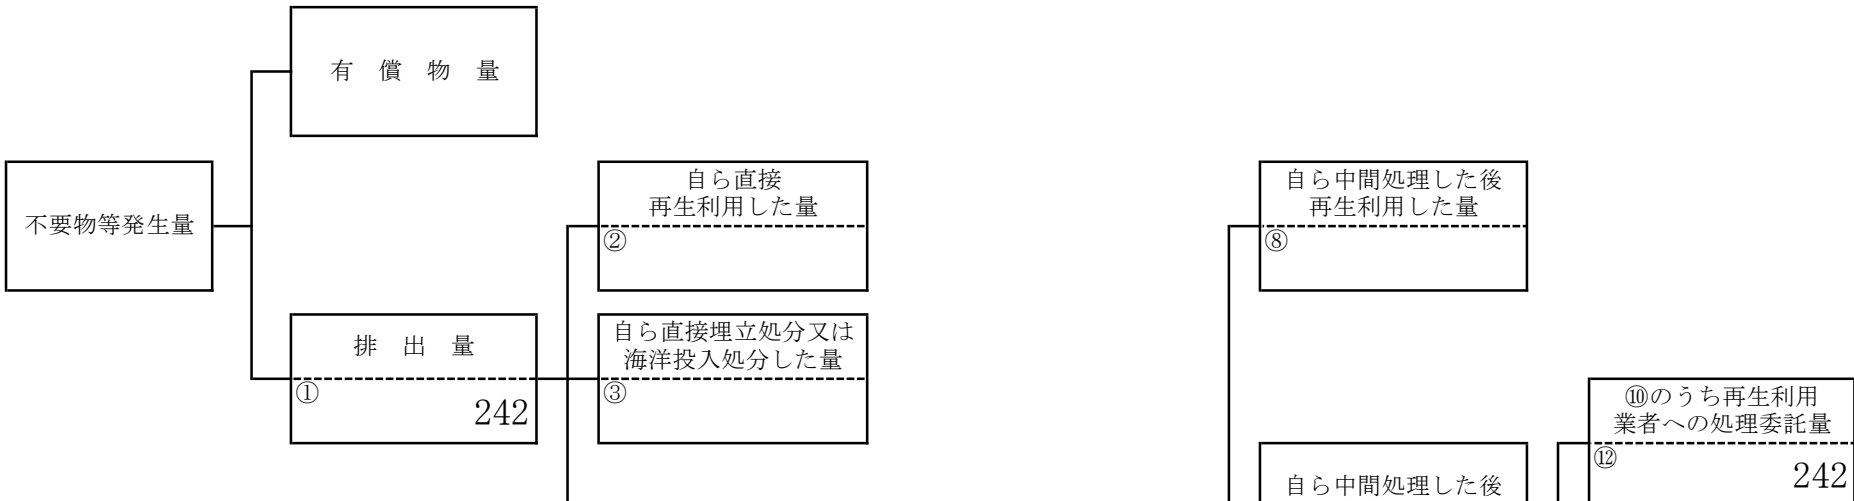 有 償 物 量
不要物等発生量
自ら直接
再生利用した量
②
自ら中間処理した後
再生利用した量
⑧
排 出 量
①
242
自ら直接埋立処分又は
海洋投入処分した量
③
⑩のうち再生利用
業者への処理委託量
⑫
242
自ら中間処理した後